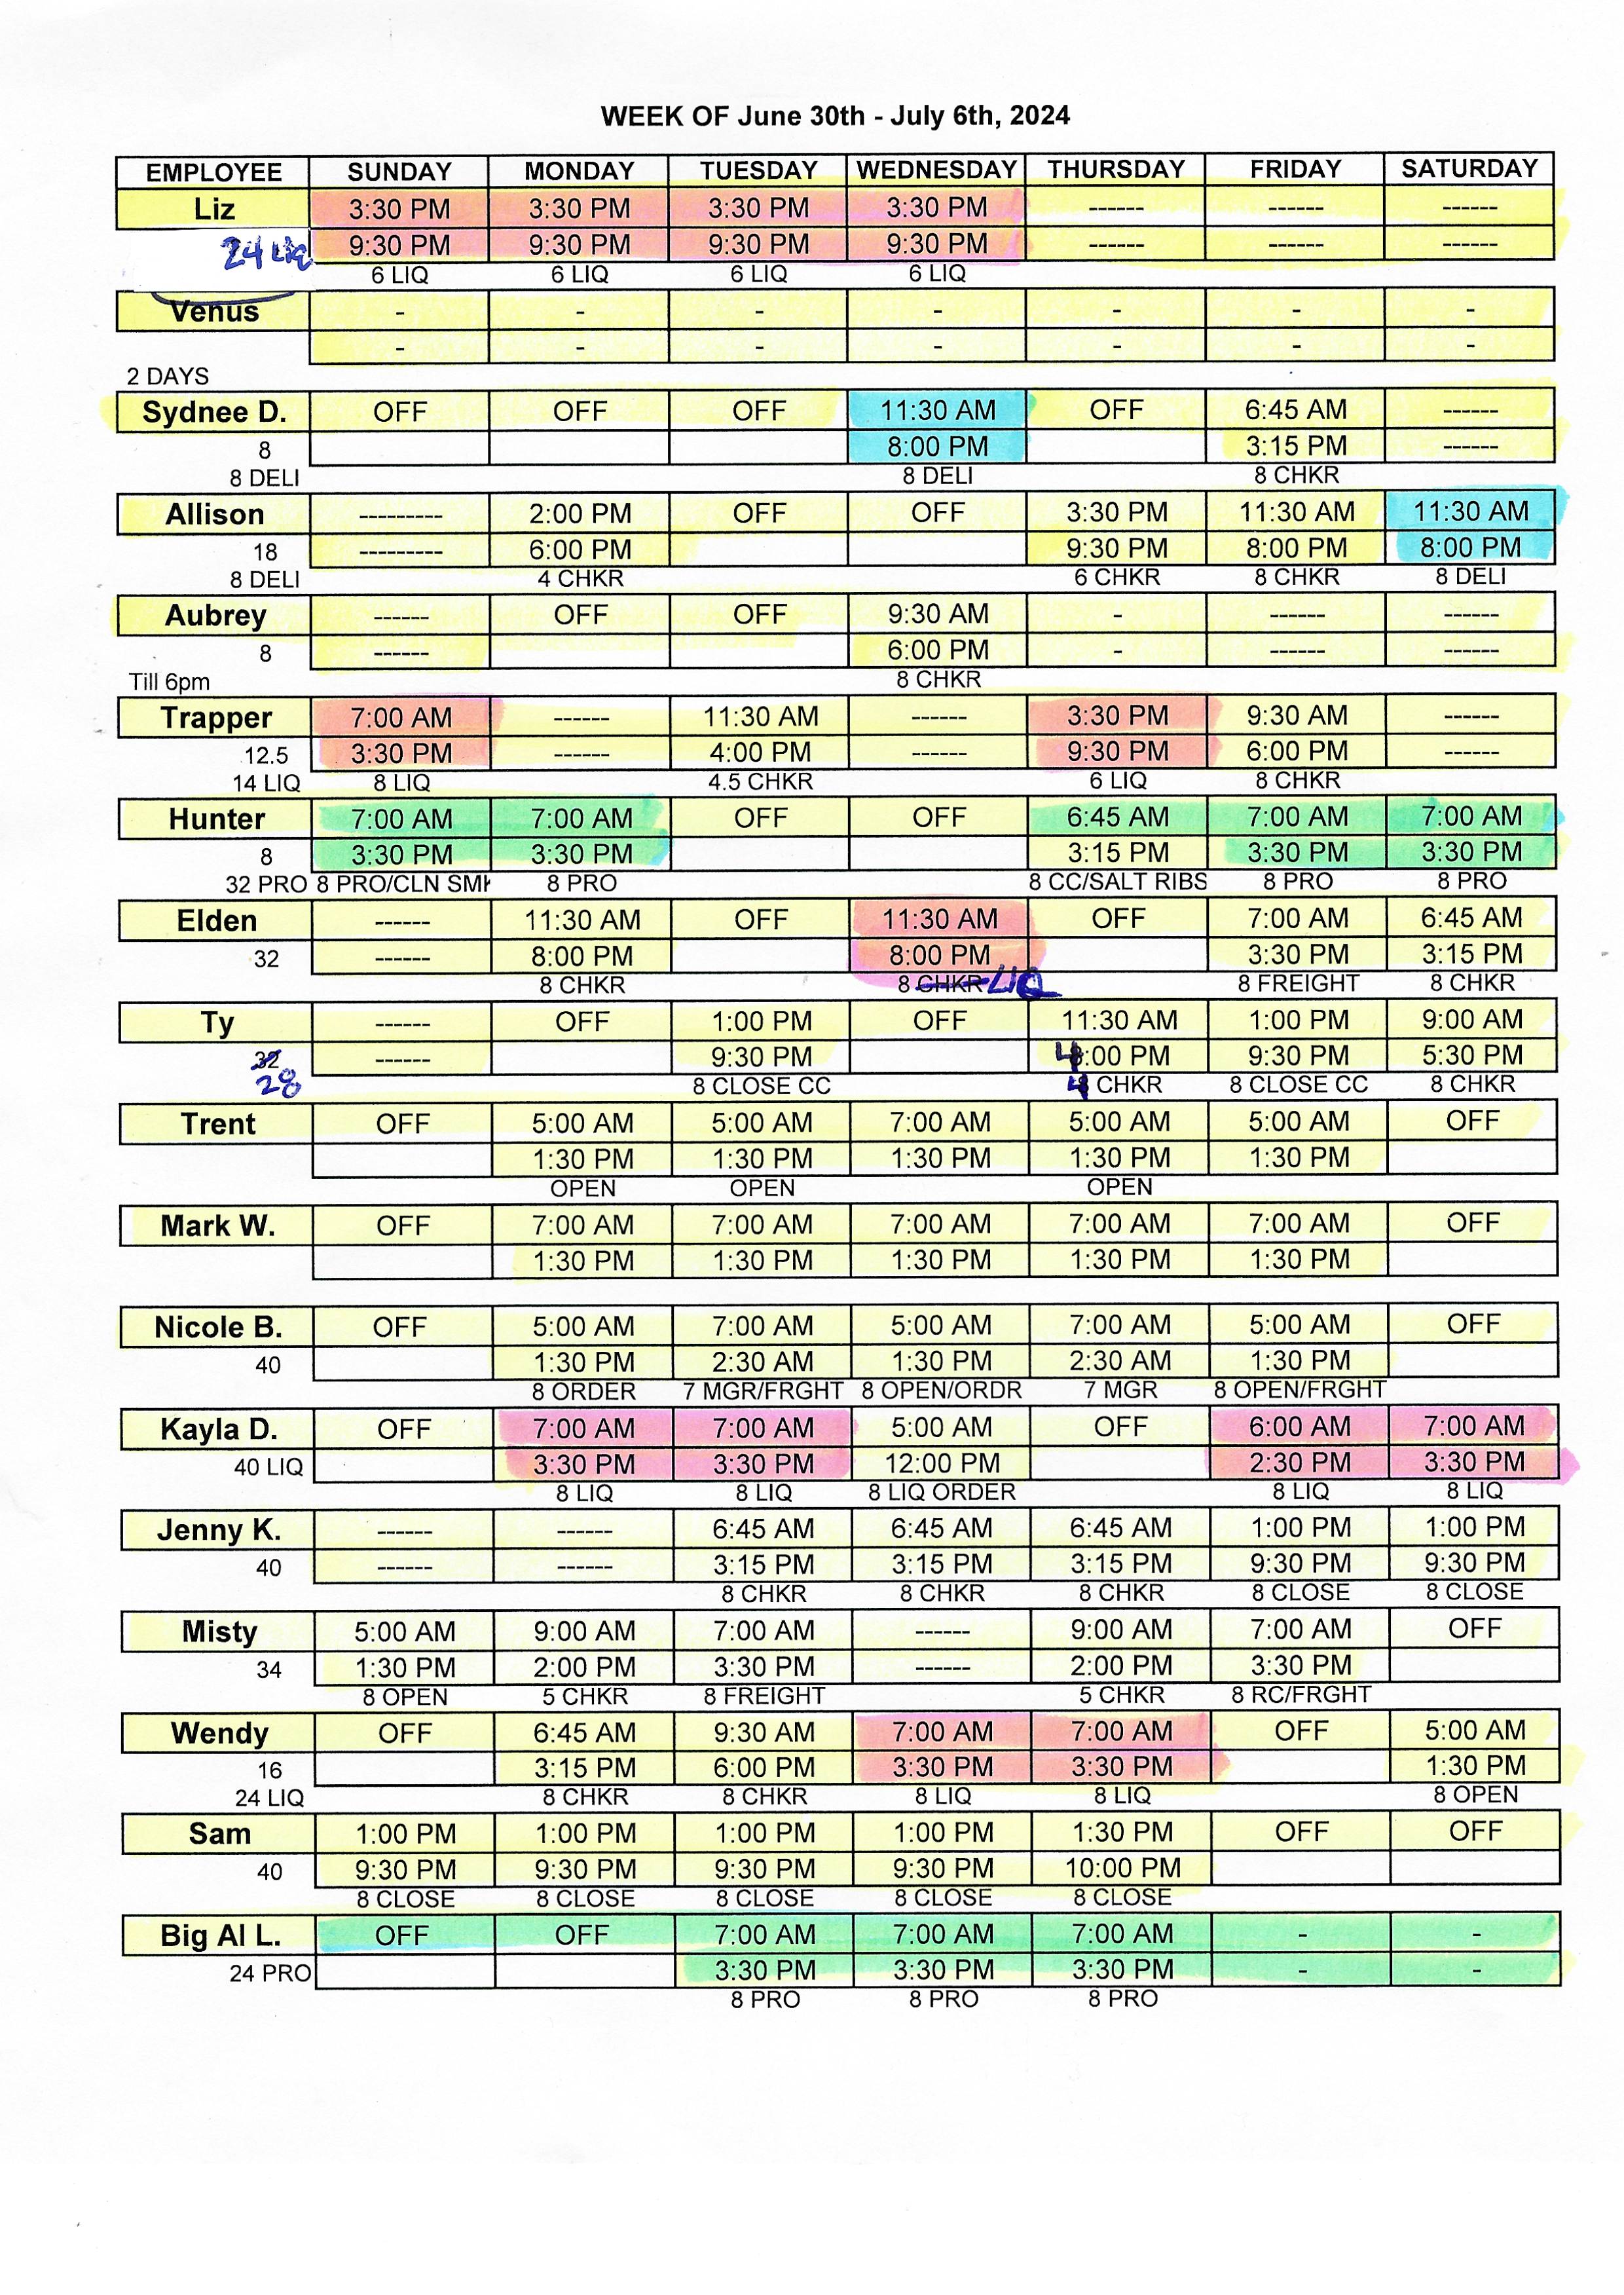 WEEK OF June 30th - July 6th, 2024
EMPLOYEE SUNDAY MONDAY TUESDAY WEDNESDAY THURSDAY FRIDAY SATURDAY
Liz 3:30 PM 3:30 PM 3:30 PM 3:30 PM ------ ------ ------
24 LIQ 9:30 PM 9:30 PM 9:30 PM 9:30 PM ------ ------ ------
6 LIQ 6 LIQ 6 LIQ 6 LIQ
Venus - - - - - - -
- - - - - - -
2 DAYS
Sydnee D. OFF OFF OFF 11:30 AM OFF 6:45 AM ------
8 8:00 PM 3:15 PM ------
8 DELI 8 DELI 8 CHKR
Allison --------- 2:00 PM OFF OFF 3:30 PM 11:30 AM 11:30 AM
18 --------- 6:00 PM 9:30 PM 8:00 PM 8:00 PM
8 DELI 4 CHKR 6 CHKR 8 CHKR 8 DELI
Aubrey ------ OFF OFF 9:30 AM - ------ ------
8 ------ 6:00 PM - ------ ------
Till 6pm 8 CHKR
Trapper 7:00 AM ------ 11:30 AM ------ 3:30 PM 9:30 AM ------
12.5 3:30 PM ------ 4:00 PM ------ 9:30 PM 6:00 PM ------
14 LIQ 8 LIQ 4.5 CHKR 6 LIQ 8 CHKR
Hunter 7:00 AM 7:00 AM OFF OFF 6:45 AM 7:00 AM 7:00 AM
8 3:30 PM 3:30 PM 3:15 PM 3:30 PM 3:30 PM
32 PRO 8 PRO/CLN 8 PRO 8 CC/SALT RIBS 8 PRO 8 PRO
Elden ------ 11:30 AM OFF 11:30 AM OFF 7:00 AM 6:45 AM
32 ------ 8:00 PM 8:00 PM 3:30 PM 3:15 PM
8 CHKR 8 CHKR LIQ 8 FREIGHT 8 CHKR
Ty ------ OFF 1:00 PM OFF 11:30 AM 1:00 PM 9:00 AM
32 ------ 9:30 PM 4:00 PM 9:30 PM 5:30 PM
28 8 CLOSE CC 4 CHKR 8 CLOSE CC 8 CHKR
Trent OFF 5:00 AM 5:00 AM 7:00 AM 5:00 AM 5:00 AM OFF
1:30 PM 1:30 PM 1:30 PM 1:30 PM 1:30 PM
OPEN OPEN OPEN
Mark W. OFF 7:00 AM 7:00 AM 7:00 AM 7:00 AM 7:00 AM OFF
1:30 PM 1:30 PM 1:30 PM 1:30 PM 1:30 PM
Nicole B. OFF 5:00 AM 7:00 AM 5:00 AM 7:00 AM 5:00 AM OFF
40 1:30 PM 2:30 AM 1:30 PM 2:30 AM 1:30 PM
8 ORDER 7 MGR/FRGHT 8 OPEN/ORDR 7 MGR 8 OPEN/FRGHT
Kayla D. OFF 7:00 AM 7:00 AM 5:00 AM OFF 6:00 AM 7:00 AM
40 LIQ 3:30 PM 3:30 PM 12:00 PM 2:30 PM 3:30 PM
8 LIQ 8 LIQ 8 LIQ ORDER 8 LIQ 8 LIQ
Jenny K. ------ ------ 6:45 AM 6:45 AM 6:45 AM 1:00 PM 1:00 PM
40 ------ ------ 3:15 PM 3:15 PM 3:15 PM 9:30 PM 9:30 PM
8 CHKR 8 CHKR 8 CHKR 8 CLOSE 8 CLOSE
Misty 5:00 AM 9:00 AM 7:00 AM ------ 9:00 AM 7:00 AM OFF
34 1:30 PM 2:00 PM 3:30 PM ------ 2:00 PM 3:30 PM
8 OPEN 5 CHKR 8 FREIGHT 5 CHKR 8 RC/FRGHT
Wendy OFF 6:45 AM 9:30 AM 7:00 AM 7:00 AM OFF 5:00 AM
16 3:15 PM 6:00 PM 3:30 PM 3:30 PM 1:30 PM
24 LIQ 8 CHKR 8 CHKR 8 LIQ 8 LIQ 8 OPEN
Sam 1:00 PM 1:00 PM 1:00 PM 1:00 PM 1:30 PM OFF OFF
40 9:30 PM 9:30 PM 9:30 PM 9:30 PM 10:00 PM
8 CLOSE 8 CLOSE 8 CLOSE 8 CLOSE 8 CLOSE
Big Al L. OFF OFF 7:00 AM 7:00 AM 7:00 AM - -
24 PRO 3:30 PM 3:30 PM 3:30 PM - -
8 PRO 8 PRO 8 PRO